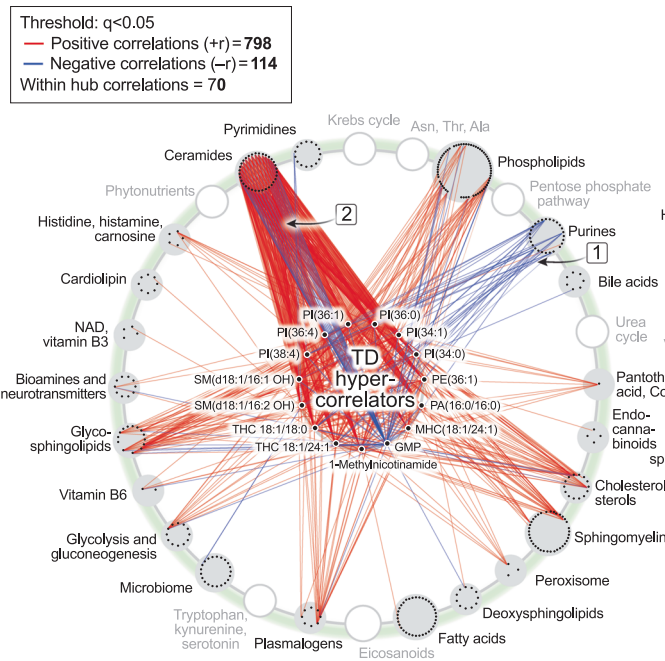 Threshold: q<0.05
Positive correlations (+r) = 798
Negative correlations (–r) = 114
Within hub correlations = 70
Krebs cycle
Asn, Thr, Ala
Pyrimidines
Ceramides
Phospholipids
Phytonutrients
Pentose phosphate
pathway
2
H
Histidine, histamine,
carnosine
Purines
1
Cardiolipin
Bile acids
PI(36:1)
PI(36:0)
NAD,
vitamin B3
PI(36:4)
PI(34:1)
Urea
cycle
PI(38:4)
TD
hyper-
correlators
PI(34:0)
Bioamines and
neurotransmitters
SM(d18:1/16:1 OH)
PE(36:1)
Pantoth
acid, Co
SM(d18:1/16:2 OH)
PA(16:0/16:0)
Endo-
canna-
binoids
sp
Glyco-
sphingolipids
THC 18:1/18:0
MHC(18:1/24:1)
THC 18:1/24:1
GMP
1-Methylnicotinamide
Vitamin B6
Cholesterol
sterols
Glycolysis and
gluconeogenesis
Sphingomyelin
Microbiome
Peroxisome
Tryptophan,
kynurenine,
serotonin
Deoxysphingolipids
Plasmalogens
Fatty acids
Eicosanoids